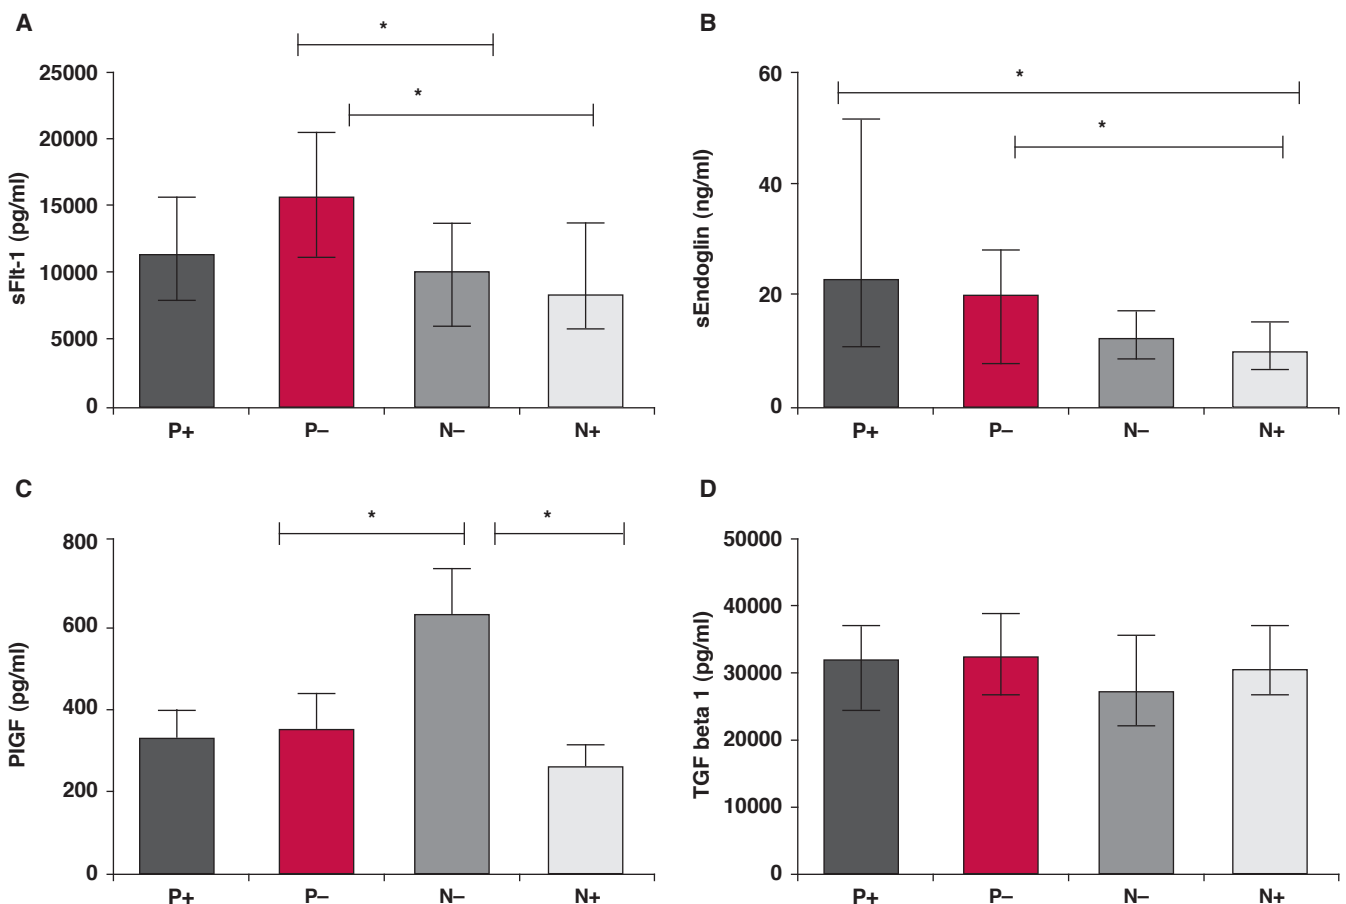 A
*
*
25000
20000
15000
10000
5000
0
sFlt-1 (pg/ml)
P+ P– N– N+
B
*
*
60
40
20
0
sEndoglin (ng/ml)
P+ P– N– N+
C
* *
800
600
400
200
0
PlGF (pg/ml)
P+ P– N– N+
D
50000
40000
30000
20000
10000
0
TGF beta 1 (pg/ml)
P+ P– N– N+